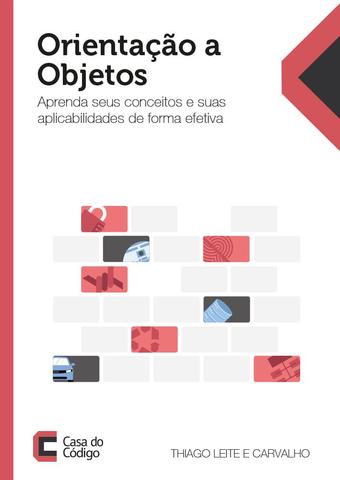 Orientação a
Objetos
Aprenda seus conceitos e suas
aplicabilidades de forma efetiva
Casa do
Código
THIAGO LEITE E CARVALHO